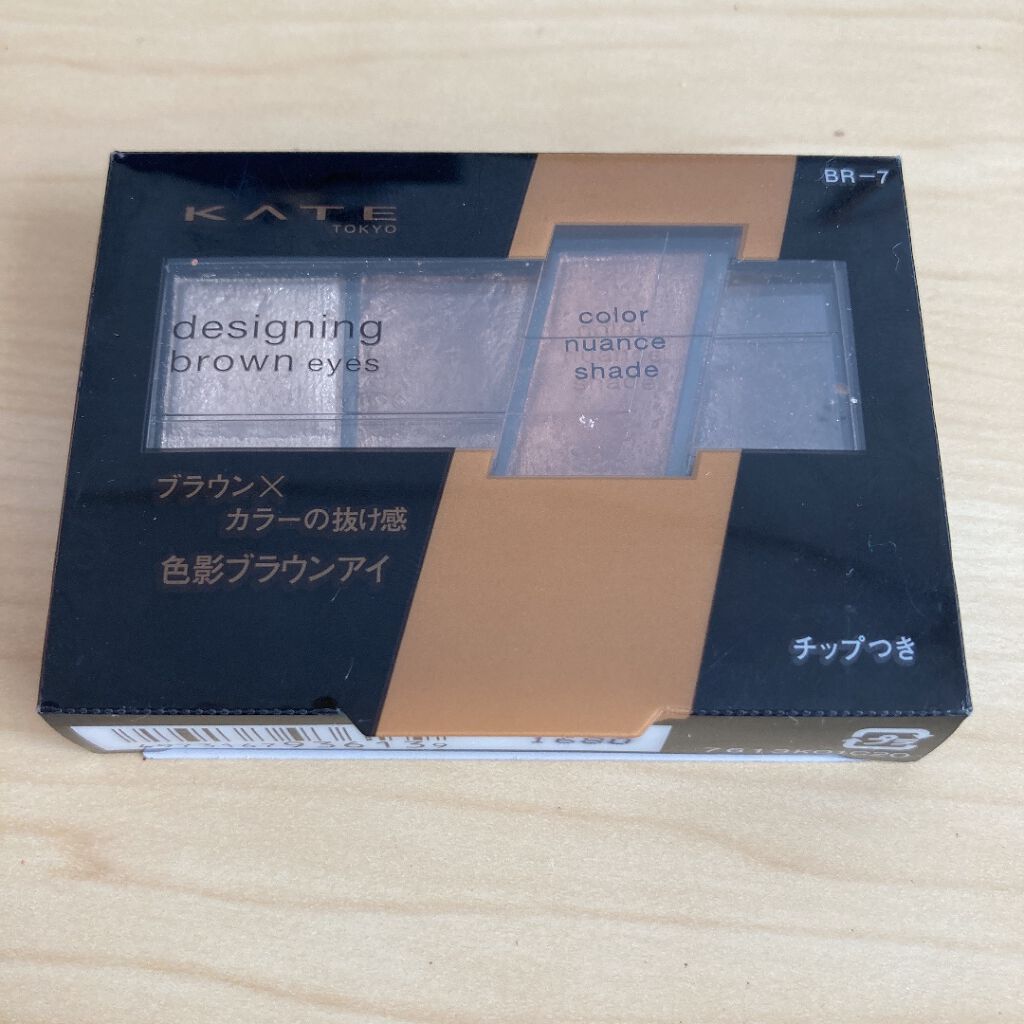 BR-7
KATE
TOKYO
designing
brown eyes
color
nuance
shade
ブラウン×
カラーの抜け感
色影ブラウンアイ
チップつき